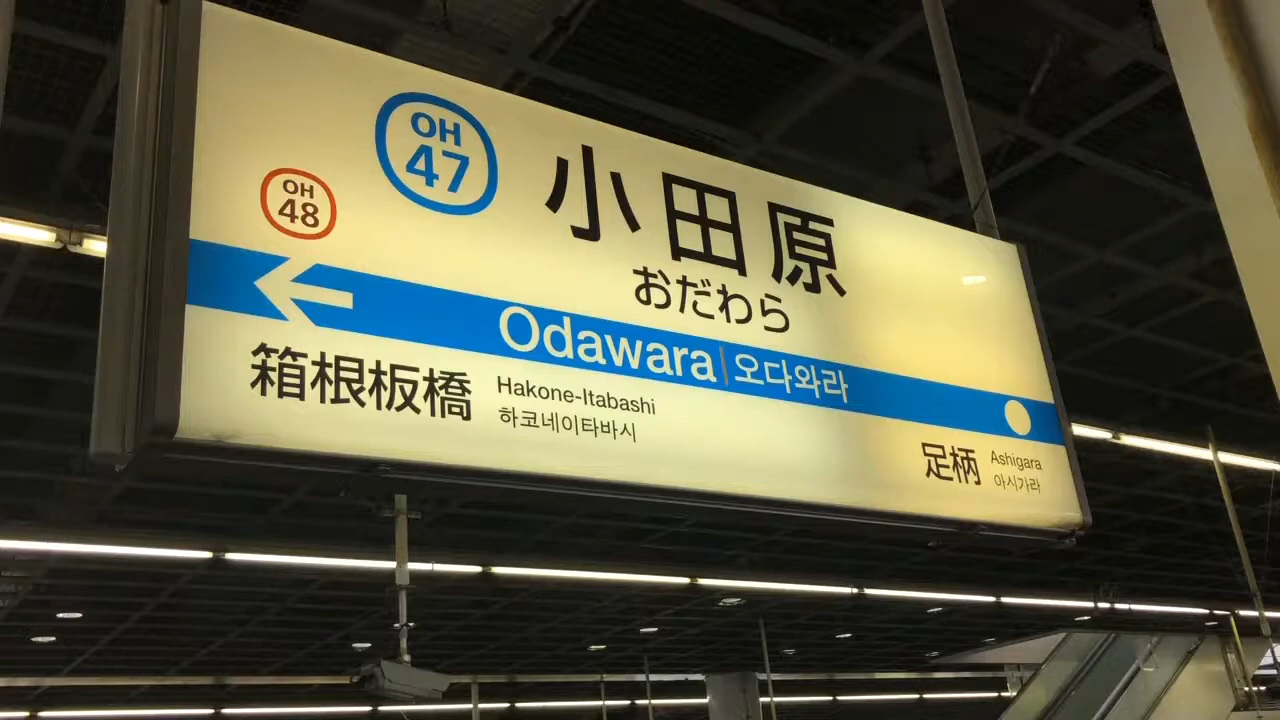 OH
47
小田原
OH
48
おだわら
Odawara|오다와라
箱根板橋
Hakone-Itabashi
하코네이타바시
足柄
Ashigara
아시가라